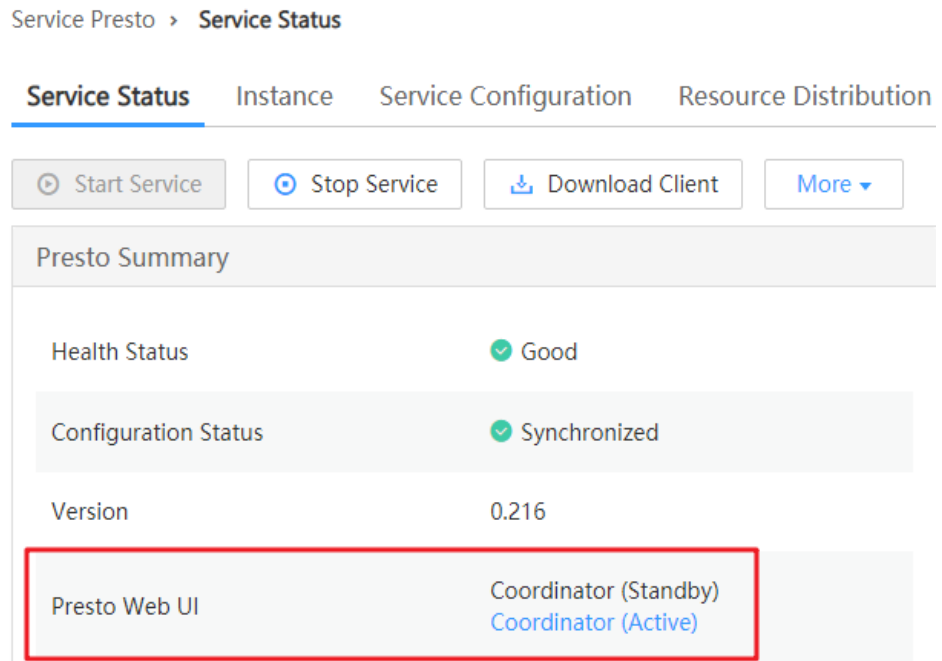 Service Presto › Service Status
Service Status Instance Service Configuration Resource Distribution
Start Service Stop Service Download Client More
Presto Summary
Health Status Good
Configuration Status Synchronized
Version 0.216
Presto Web UI Coordinator (Standby)
Coordinator (Active)